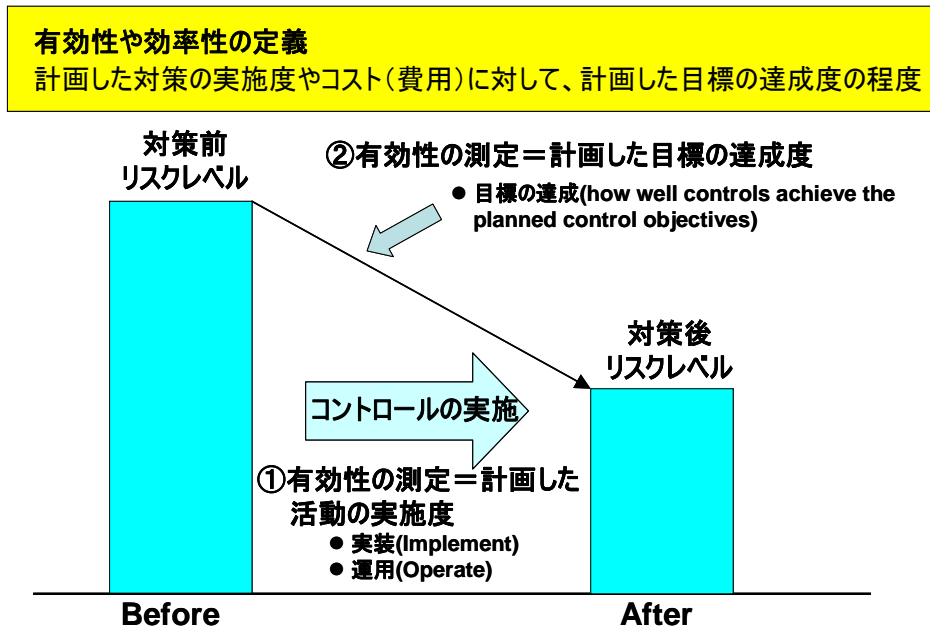 有効性や効率性の定義
計画した対策の実施度やコスト（費用）に対して、計画した目標の達成度の程度
対策前
リスクレベル
②有効性の測定＝計画した目標の達成度
● 目標の達成(how well controls achieve the
planned control objectives)
対策後
リスクレベル
コントロールの実施
①有効性の測定＝計画した
活動の実施度
● 実装(Implement)
● 運用(Operate)
Before
After